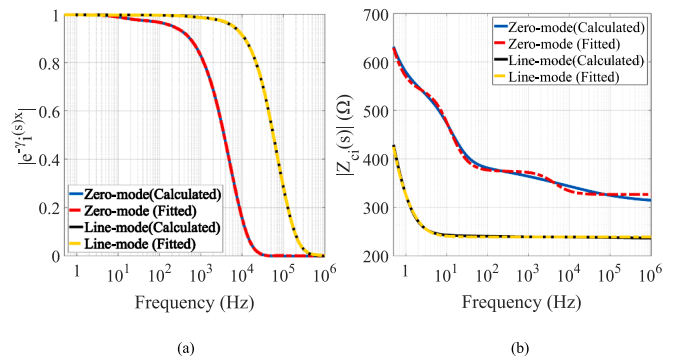 1
0.8
0.6
0.4
0.2
0
|e^{-γ_i(s)x}|
Zero-mode(Calculated)
Zero-mode (Fitted)
Line-mode(Calculated)
Line-mode (Fitted)
1 10^1 10^2 10^3 10^4 10^5 10^6
Frequency (Hz)
(a)
700
600
500
400
300
200
|Z_{ci}(s)| (Ω)
Zero-mode(Calculated)
Zero-mode (Fitted)
Line-mode(Calculated)
Line-mode (Fitted)
1 10^1 10^2 10^3 10^4 10^5 10^6
Frequency (Hz)
(b)